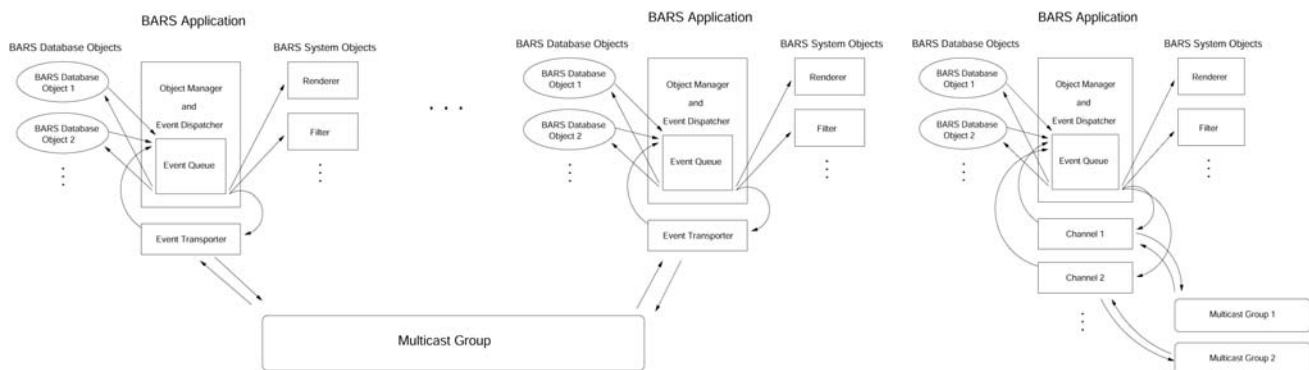 BARS Application
BARS Database Objects
BARS System Objects
BARS Database
Object 1
BARS Database
Object 2
Object Manager
and
Event Dispatcher
Event Queue
Renderer
Filter
Event Transporter
BARS Application
BARS Database Objects
BARS System Objects
BARS Database
Object 1
BARS Database
Object 2
Object Manager
and
Event Dispatcher
Event Queue
Renderer
Filter
Event Transporter
Multicast Group
BARS Application
BARS Database Objects
BARS System Objects
BARS Database
Object 1
BARS Database
Object 2
Object Manager
and
Event Dispatcher
Event Queue
Renderer
Filter
Channel 1
Channel 2
Multicast Group 1
Multicast Group 2